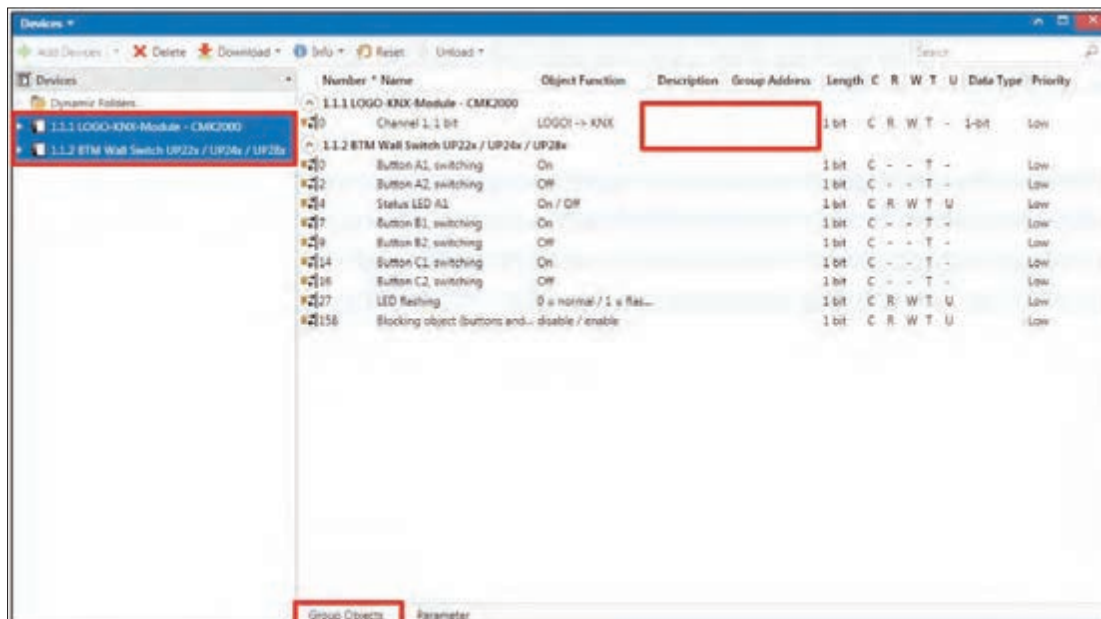 Devices
Add Devices Delete Download Info Reset Unload Search
Devices Number Name Object Function Description Group Address Length C R W T U Data Type Priority
Dynamic Folders
1.1.1 LOGO-KNX-Module - CMK2000
1.1.1 LOGO-KNX-Module - CMK2000
0 Channel 1, 1 bit LOGO! -> KNX 1 bit C R W T - 1-bit Low
1.1.2 BTM Wall Switch UP22x / UP24x / UP28x
1.1.2 BTM Wall Switch UP22x / UP24x / UP28x
0 Button A1, switching On 1 bit C - - T - Low
2 Button A2, switching Off 1 bit C - - T - Low
4 Status LED A1 On / Off 1 bit C R W T U Low
7 Button B1, switching On 1 bit C - - T - Low
9 Button B2, switching Off 1 bit C - - T - Low
14 Button C1, switching On 1 bit C - - T - Low
16 Button C2, switching Off 1 bit C - - T - Low
27 LED flashing 0 = normal / 1 = flas... 1 bit C R W T U Low
158 Blocking object (buttons and... disable / enable 1 bit C R W T U Low
Group Objects Parameter